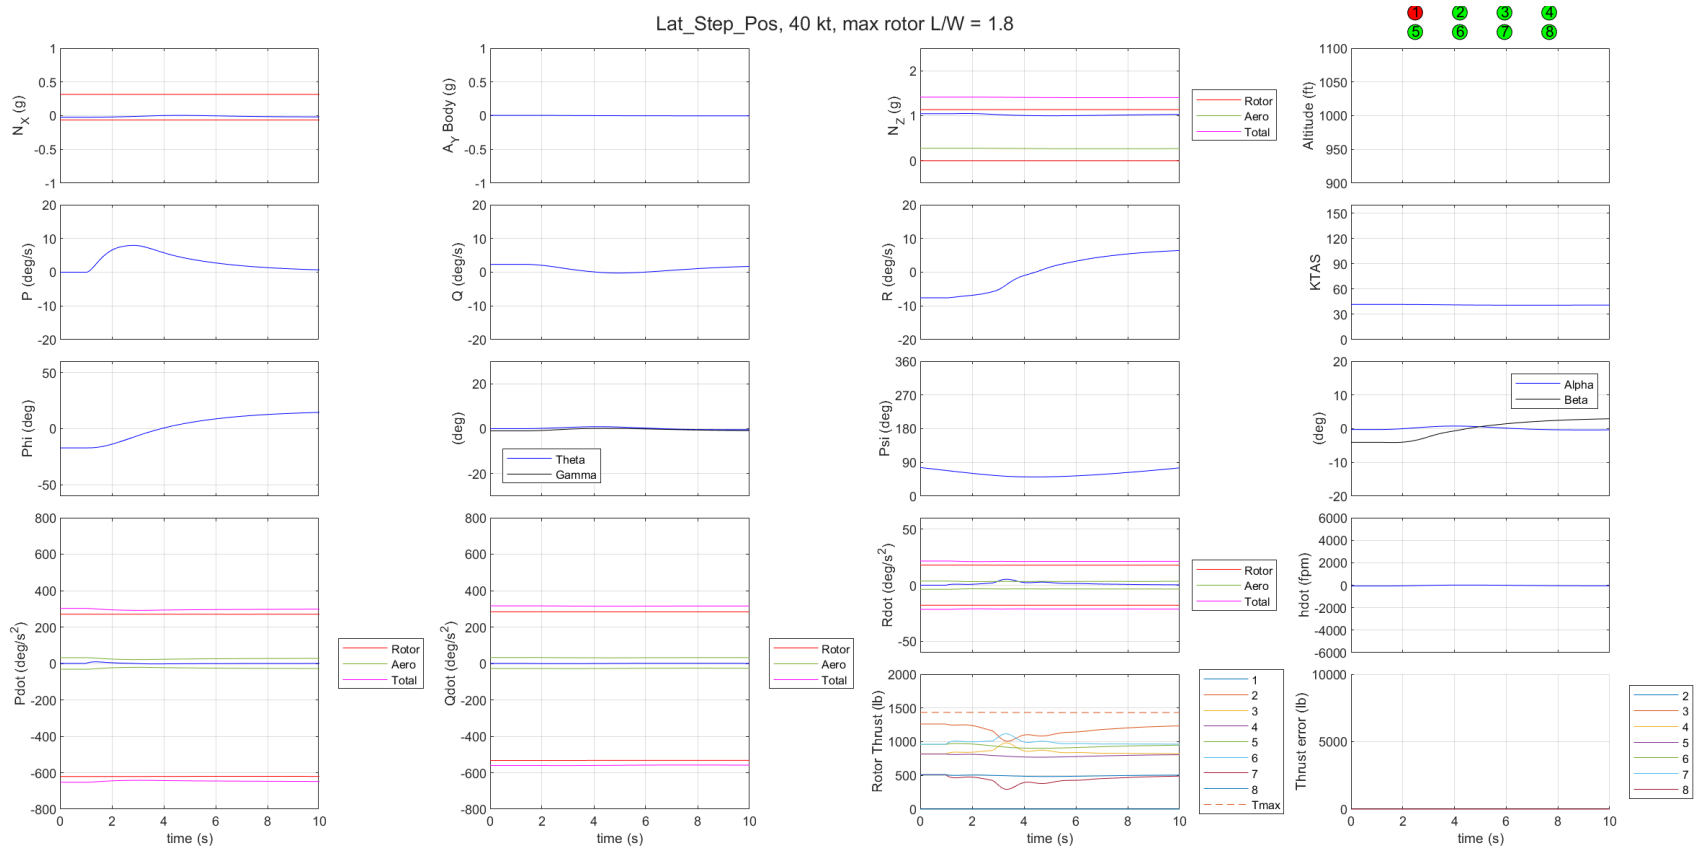 Lat_Step_Pos, 40 kt, max rotor L/W = 1.8
1 2 3 4
5 6 7 8
N_X (g)
1
0.5
0
-0.5
-1
A_Y Body (g)
1
0.5
0
-0.5
-1
N_Z (g)
2
1
0
Rotor
Aero
Total
Altitude (ft)
1100
1050
1000
950
900
P (deg/s)
20
10
0
-10
-20
Q (deg/s)
20
10
0
-10
-20
R (deg/s)
20
10
0
-10
-20
KTAS
150
120
90
60
30
0
Phi (deg)
50
0
-50
(deg)
20
0
-20
Theta
Gamma
Psi (deg)
360
270
180
90
0
(deg)
20
10
0
-10
-20
Alpha
Beta
Pdot (deg/s^2)
800
600
400
200
0
-200
-400
-600
-800
0 2 4 6 8 10
time (s)
Rotor
Aero
Total
Qdot (deg/s^2)
800
600
400
200
0
-200
-400
-600
-800
0 2 4 6 8 10
time (s)
Rotor
Aero
Total
Rdot (deg/s^2)
50
0
-50
Rotor
Aero
Total
hdot (fpm)
6000
4000
2000
0
-2000
-4000
-6000
Rotor Thrust (lb)
2000
1500
1000
500
0
0 2 4 6 8 10
time (s)
1
2
3
4
5
6
7
8
Tmax
Thrust error (lb)
10000
5000
0
0 2 4 6 8 10
time (s)
2
3
4
5
6
7
8